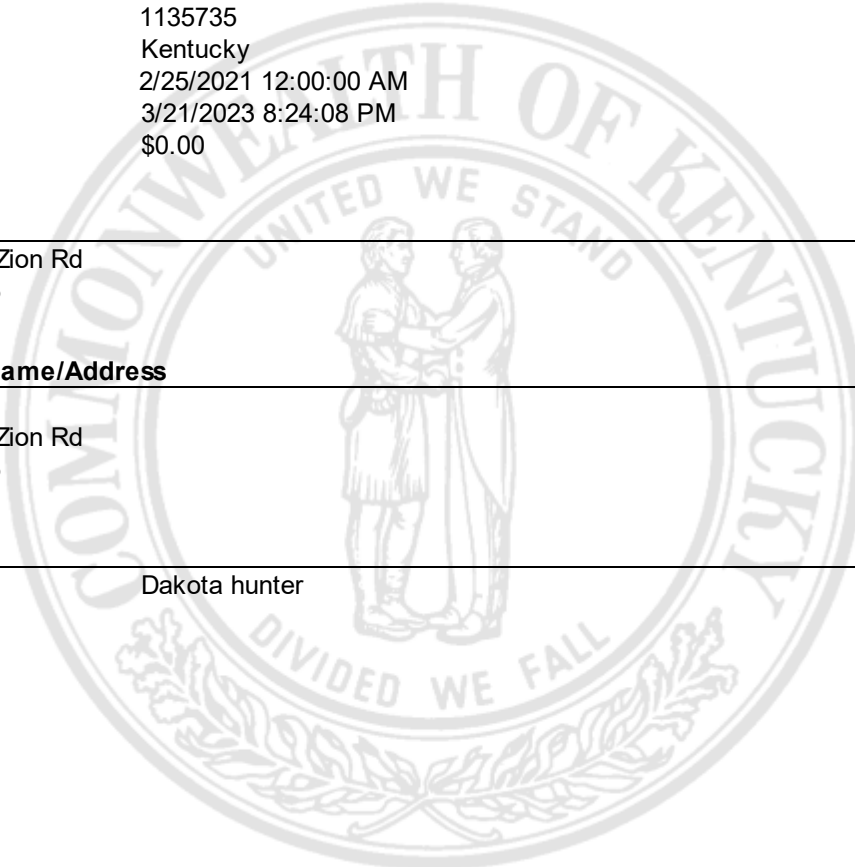 1135735
Kentucky
2/25/2021 12:00:00 AM
3/21/2023 8:24:08 PM
$0.00
Zion Rd
ame/Address
Zion Rd
Dakota hunter
COMMONWEALTH OF KENTUCKY
UNITED WE STAND
DIVIDED WE FALL